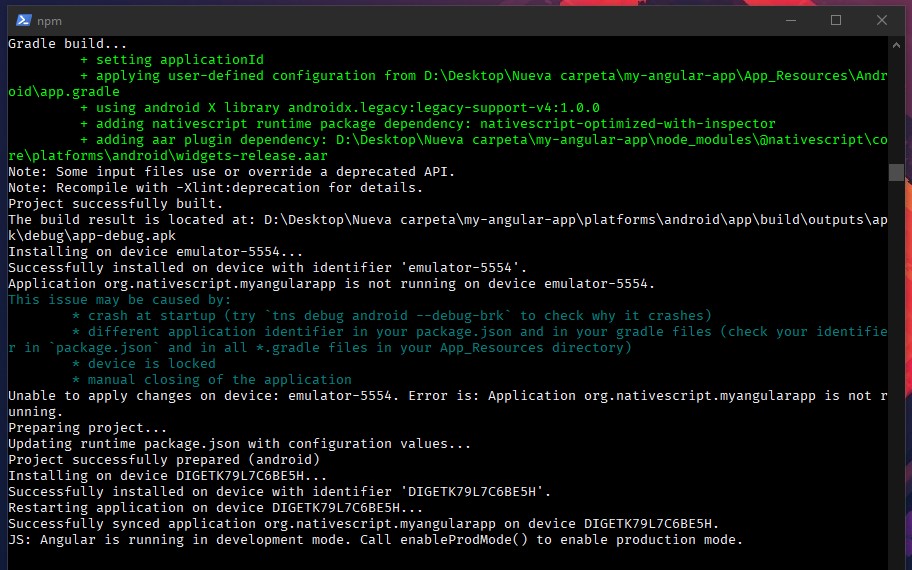 npm
Gradle build...
+ setting applicationId
+ applying user-defined configuration from D:\Desktop\Nueva carpeta\my-angular-app\App_Resources\Andr
oid\app.gradle
+ using android X library androidx.legacy:legacy-support-v4:1.0.0
+ adding nativescript runtime package dependency: nativescript-optimized-with-inspector
+ adding aar plugin dependency: D:\Desktop\Nueva carpeta\my-angular-app\node_modules\@nativescript\co
re\platforms\android\widgets-release.aar
Note: Some input files use or override a deprecated API.
Note: Recompile with -Xlint:deprecation for details.
Project successfully built.
The build result is located at: D:\Desktop\Nueva carpeta\my-angular-app\platforms\android\app\build\outputs\ap
k\debug\app-debug.apk
Installing on device emulator-5554...
Successfully installed on device with identifier 'emulator-5554'.
Application org.nativescript.myangularapp is not running on device emulator-5554.
This issue may be caused by:
* crash at startup (try `tns debug android --debug-brk` to check why it crashes)
* different application identifier in your package.json and in your gradle files (check your identifie
r in `package.json` and in all *.gradle files in your App_Resources directory)
* device is locked
* manual closing of the application
Unable to apply changes on device: emulator-5554. Error is: Application org.nativescript.myangularapp is not r
unning.
Preparing project...
Updating runtime package.json with configuration values...
Project successfully prepared (android)
Installing on device DIGETK79L7C6BE5H...
Successfully installed on device with identifier 'DIGETK79L7C6BE5H'.
Restarting application on device DIGETK79L7C6BE5H...
Successfully synced application org.nativescript.myangularapp on device DIGETK79L7C6BE5H.
JS: Angular is running in development mode. Call enableProdMode() to enable production mode.